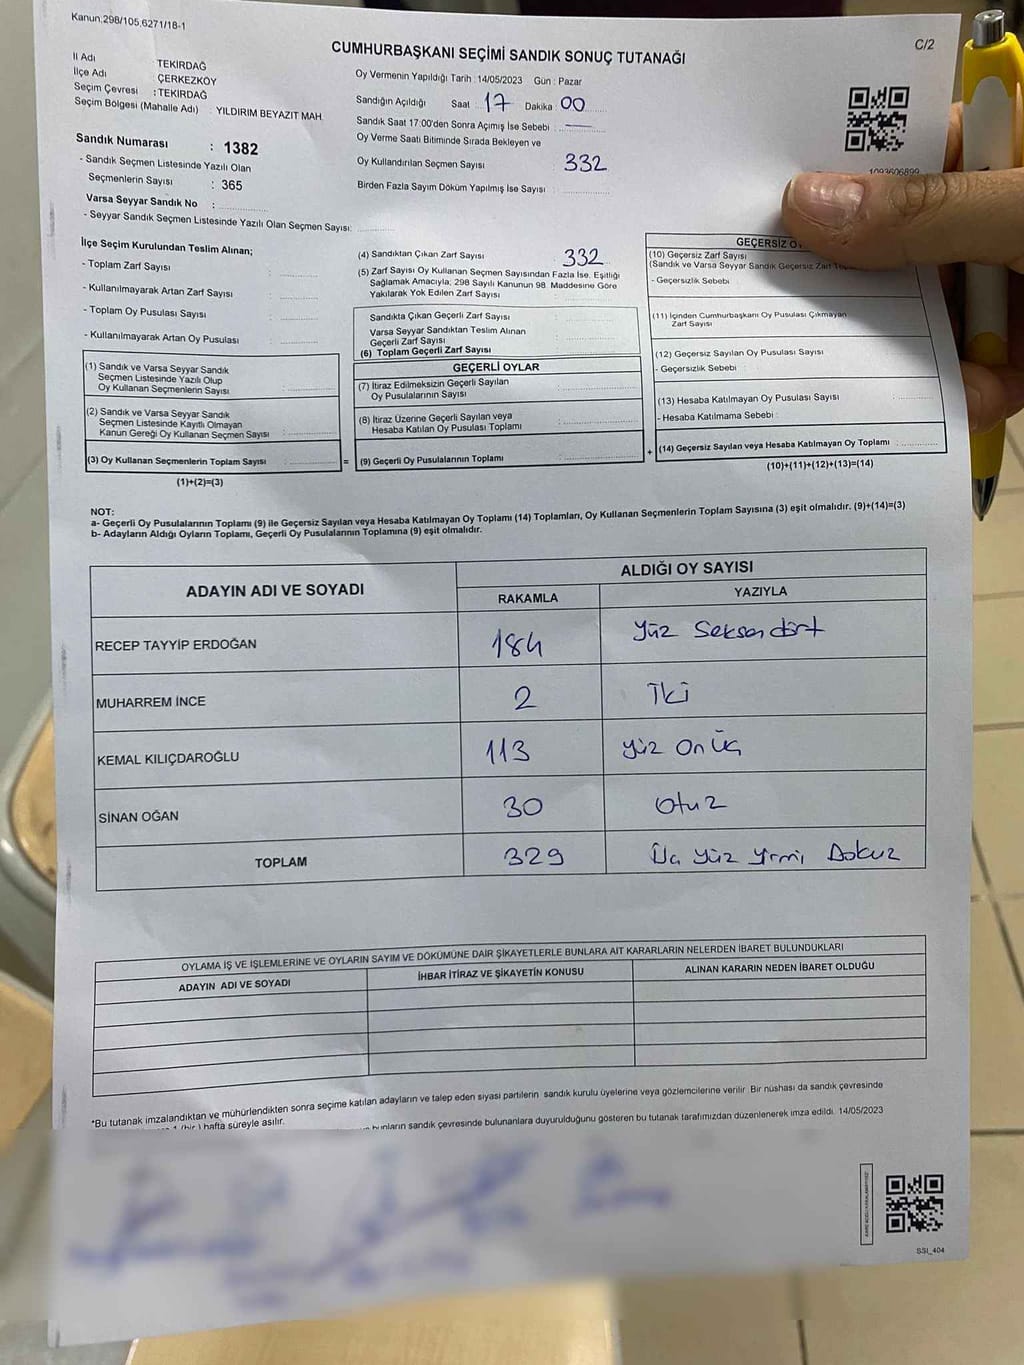 Kanun:298/105,6271/18-1
C/2
CUMHURBAŞKANI SEÇİMİ SANDIK SONUÇ TUTANAĞI
İl Adı TEKİRDAĞ
İlçe Adı ÇERKEZKÖY
Seçim Çevresi : TEKİRDAĞ
Seçim Bölgesi (Mahalle Adı) : YILDIRIM BEYAZIT MAH.
Sandık Numarası : 1382
- Sandık Seçmen Listesinde Yazılı Olan
Seçmenlerin Sayısı : 365
Varsa Seyyar Sandık No :
- Seyyar Sandık Seçmen Listesinde Yazılı Olan Seçmen Sayısı:
Oy Vermenin Yapıldığı Tarih : 14/05/2023 Gün : Pazar
Sandığın Açıldığı Saat : 17 Dakika : 00
Sandık Saat 17:00'den Sonra Açımış İse Sebebi : —
Oy Verme Saati Bitiminde Sırada Bekleyen ve
Oy Kullandırılan Seçmen Sayısı 332
Birden Fazla Sayım Döküm Yapılmış İse Sayısı :
1093606899
İlçe Seçim Kurulundan Teslim Alınan;
- Toplam Zarf Sayısı :
- Kullanılmayarak Artan Zarf Sayısı :
- Toplam Oy Pusulası Sayısı :
- Kullanılmayarak Artan Oy Pusulası :
(1) Sandık ve Varsa Seyyar Sandık
Seçmen Listesinde Yazılı Olup
Oy Kullanan Seçmenlerin Sayısı :
(2) Sandık ve Varsa Seyyar Sandık
Seçmen Listesinde Kayıtlı Olmayan
Kanun Gereği Oy Kullanan Seçmen Sayısı :
(3) Oy Kullanan Seçmenlerin Toplam Sayısı :
(1)+(2)=(3)
(4) Sandıktan Çıkan Zarf Sayısı 332
(5) Zarf Sayısı Oy Kullanan Seçmen Sayısından Fazla İse, Eşitliği
Sağlamak Amacıyla; 298 Sayılı Kanunun 98. Maddesine Göre
Yakılarak Yok Edilen Zarf Sayısı :
Sandıkta Çıkan Geçerli Zarf Sayısı :
Varsa Seyyar Sandıktan Teslim Alınan
Geçerli Zarf Sayısı :
(6) Toplam Geçerli Zarf Sayısı :
GEÇERLİ OYLAR
(7) İtiraz Edilmeksizin Geçerli Sayılan
Oy Pusulalarının Sayısı :
(8) İtiraz Üzerine Geçerli Sayılan veya
Hesaba Katılan Oy Pusulası Toplamı :
= (9) Geçerli Oy Pusulalarının Toplamı :
GEÇERSİZ
(10) Geçersiz Zarf Sayısı
(Sandık ve Varsa Seyyar Sandık Geçersiz Zarf
- Geçersizlik Sebebi :
(11) İçinden Cumhurbaşkanı Oy Pusulası Çıkmayan
Zarf Sayısı
(12) Geçersiz Sayılan Oy Pusulası Sayısı
- Geçersizlik Sebebi :
(13) Hesaba Katılmayan Oy Pusulası Sayısı
- Hesaba Katılmama Sebebi :
+ (14) Geçersiz Sayılan veya Hesaba Katılmayan Oy Toplamı :
(10)+(11)+(12)+(13)=(14)
NOT:
a- Geçerli Oy Pusulalarının Toplamı (9) ile Geçersiz Sayılan veya Hesaba Katılmayan Oy Toplamı (14) Toplamları, Oy Kullanan Seçmenlerin Toplam Sayısına (3) eşit olmalıdır. (9)+(14)=(3)
b- Adayların Aldığı Oyların Toplamı, Geçerli Oy Pusulalarının Toplamına (9) eşit olmalıdır.
ADAYIN ADI VE SOYADI ALDIĞI OY SAYISI
RAKAMLA YAZIYLA
RECEP TAYYİP ERDOĞAN 184 Yüz Seksen dört
MUHARREM İNCE 2 İki
KEMAL KILIÇDAROĞLU 113 Yüz On Üç
SİNAN OĞAN 30 Otuz
TOPLAM 329 Üç Yüz Yirmi Dokuz
OYLAMA İŞ VE İŞLEMLERİNE VE OYLARIN SAYIM VE DÖKÜMÜNE DAİR ŞİKAYETLERLE BUNLARA AİT KARARLARIN NELERDEN İBARET BULUNDUKLARI
ADAYIN ADI VE SOYADI İHBAR İTİRAZ VE ŞİKAYETİN KONUSU ALINAN KARARIN NEDEN İBARET OLDUĞU
*Bu tutanak imzalandıktan ve mühürlendikten sonra seçime katılan adayların ve talep eden siyasi partilerin sandık kurulu üyelerine veya gözlemcilerine verilir. Bir nüshası da sandık çevresinde
1 (bir) hafta süreyle asılır.
bunların sandık çevresinde bulunanlara duyurulduğunu gösteren bu tutanak tarafımızdan düzenlenerek imza edildi. 14/05/2023
SSI_404